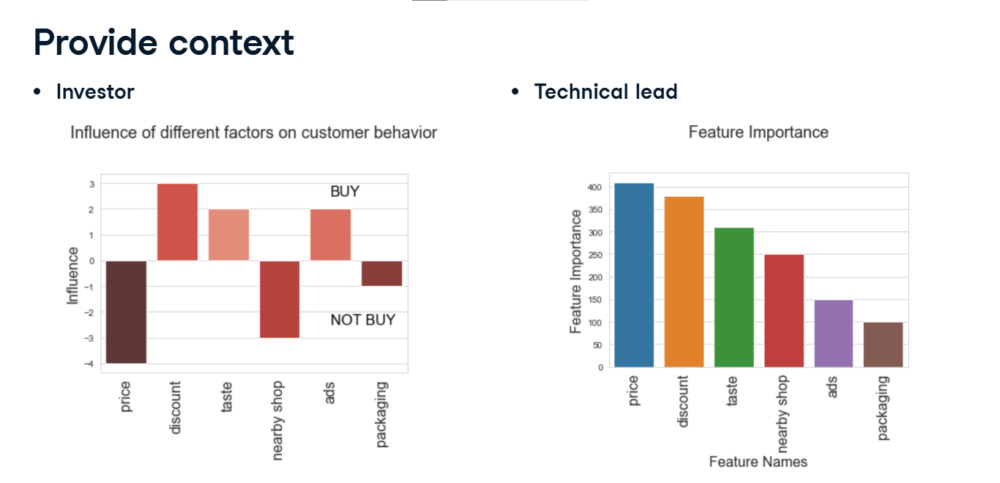 Provide context
• Investor
Influence of different factors on customer behavior
Influence
3
2
1
0
−1
−2
−3
−4
BUY
NOT BUY
price
discount
taste
nearby shop
ads
packaging
• Technical lead
Feature Importance
Feature Importance
400
350
300
250
200
150
100
50
0
price
discount
taste
nearby shop
ads
packaging
Feature Names